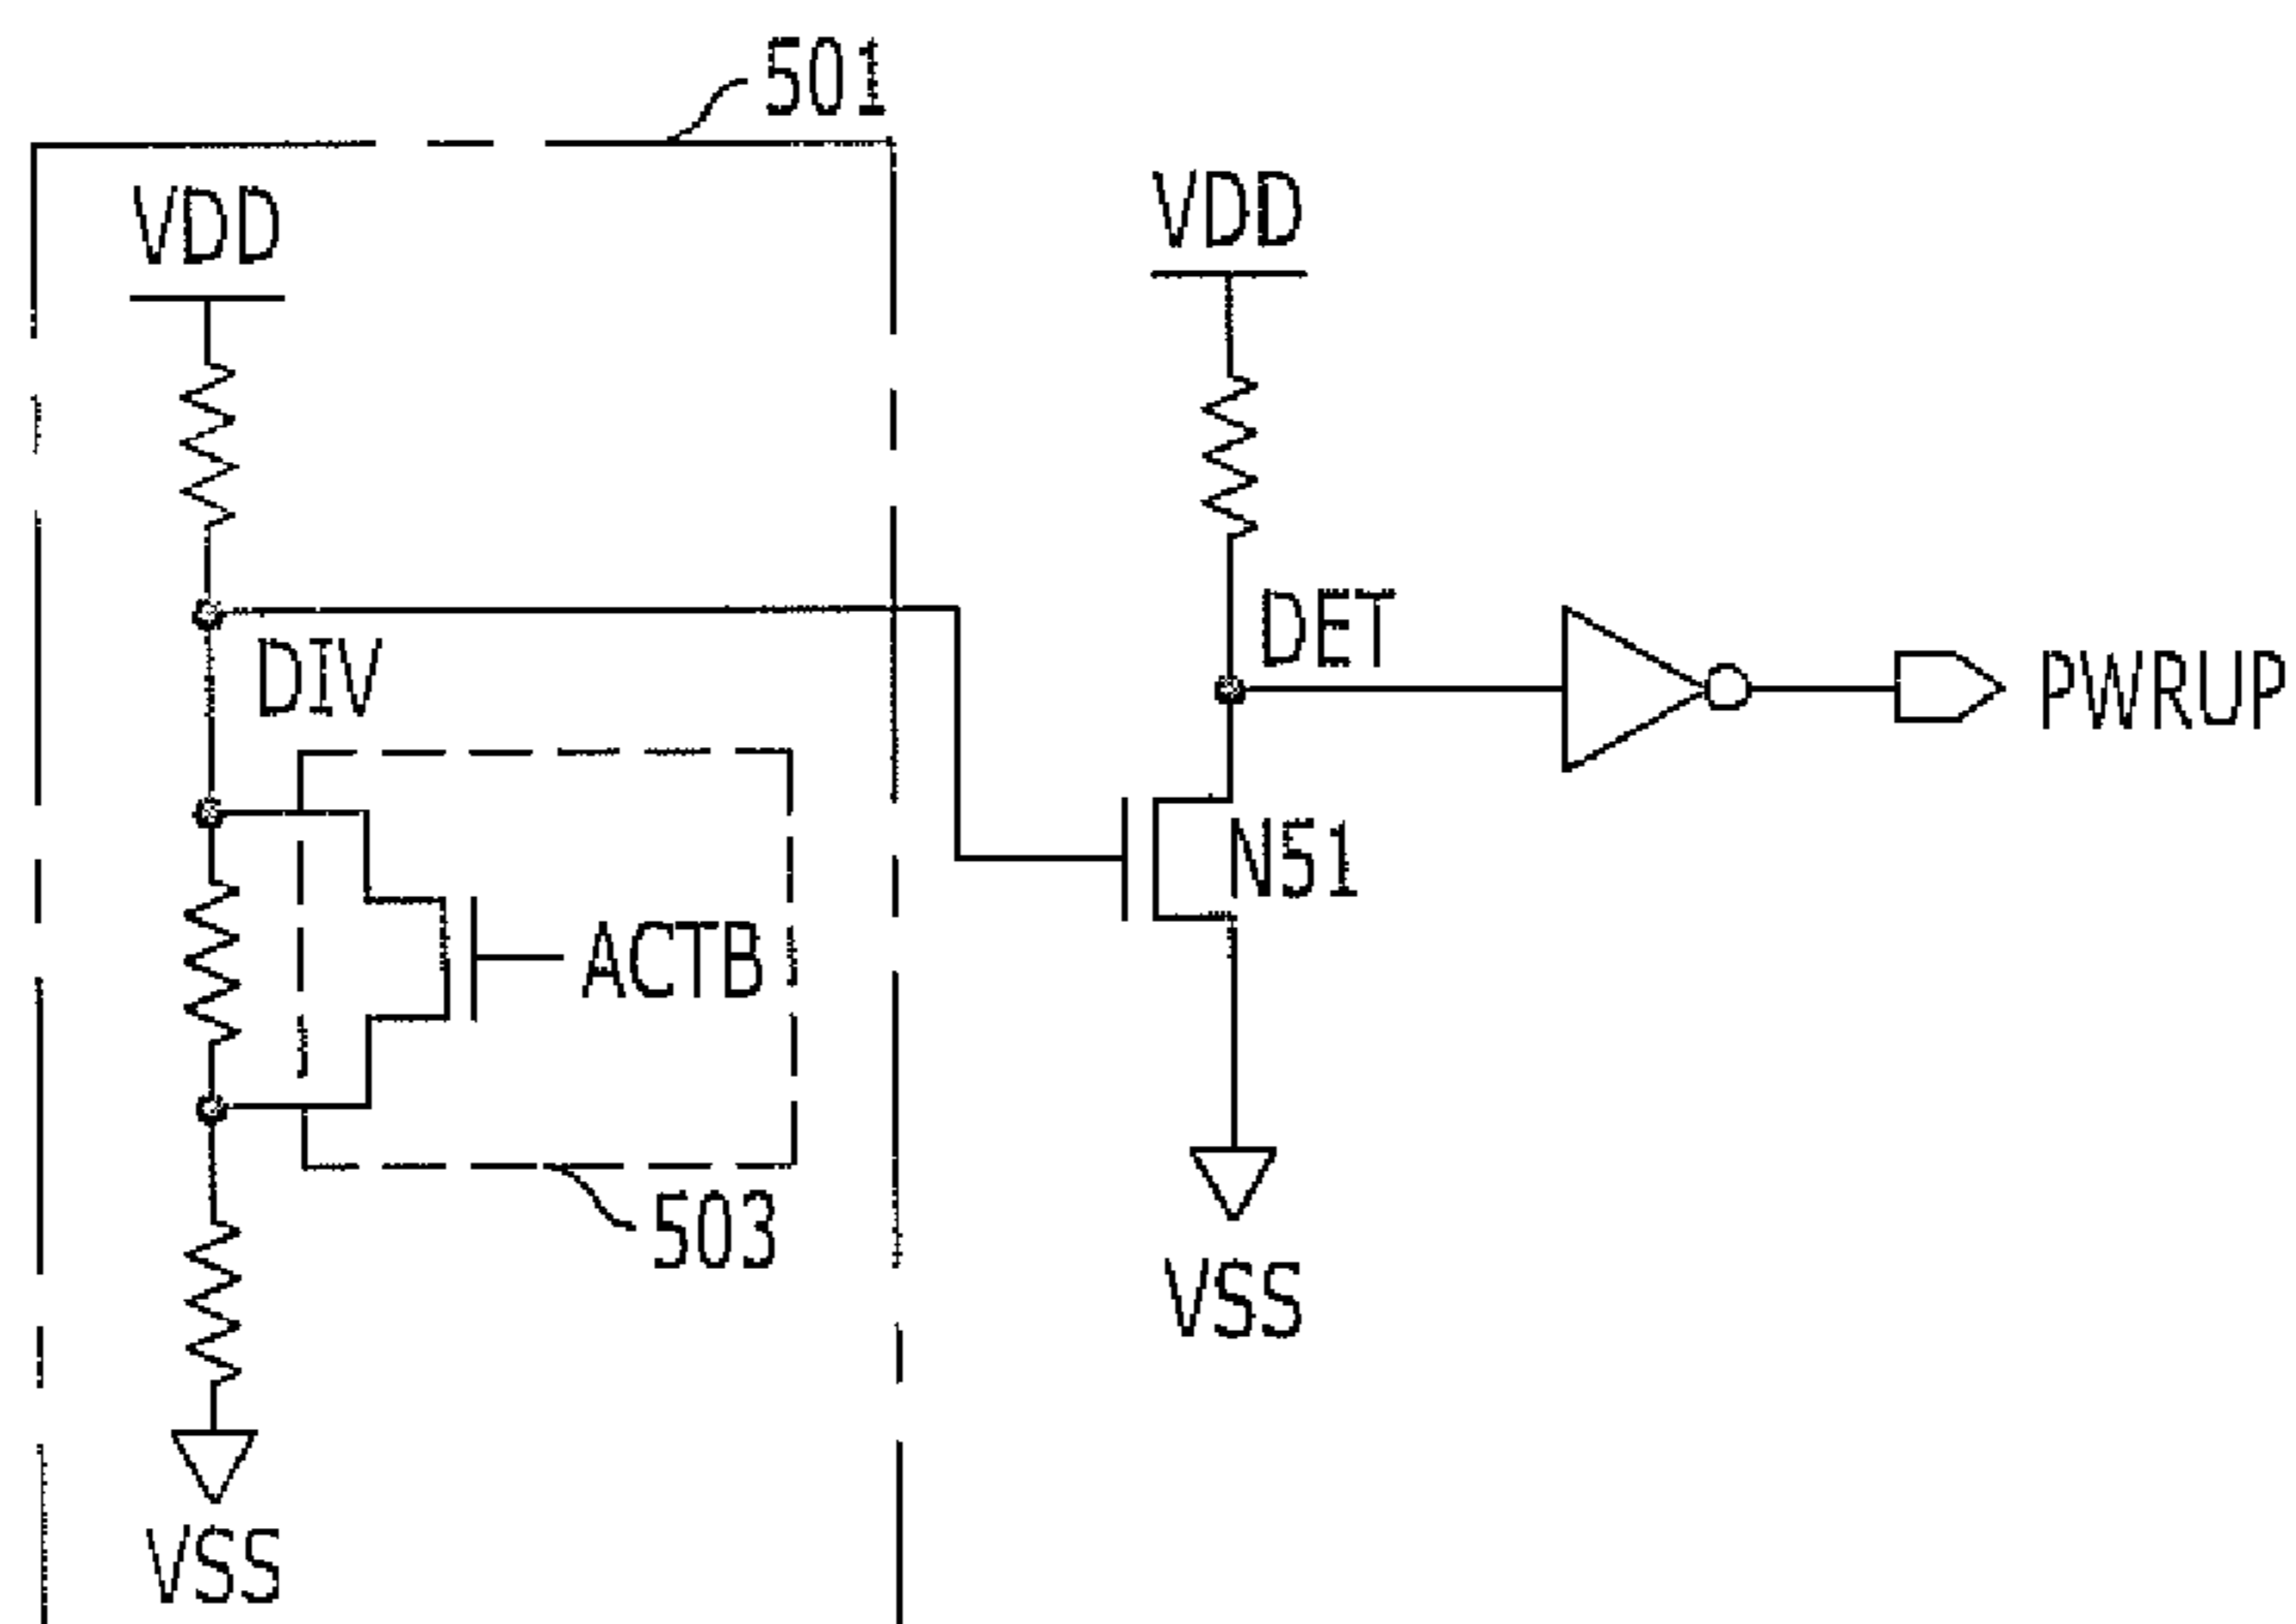 501
VDD
VDD
DIV
DET
PWRUP
N51
ACTB
503
VSS
VSS